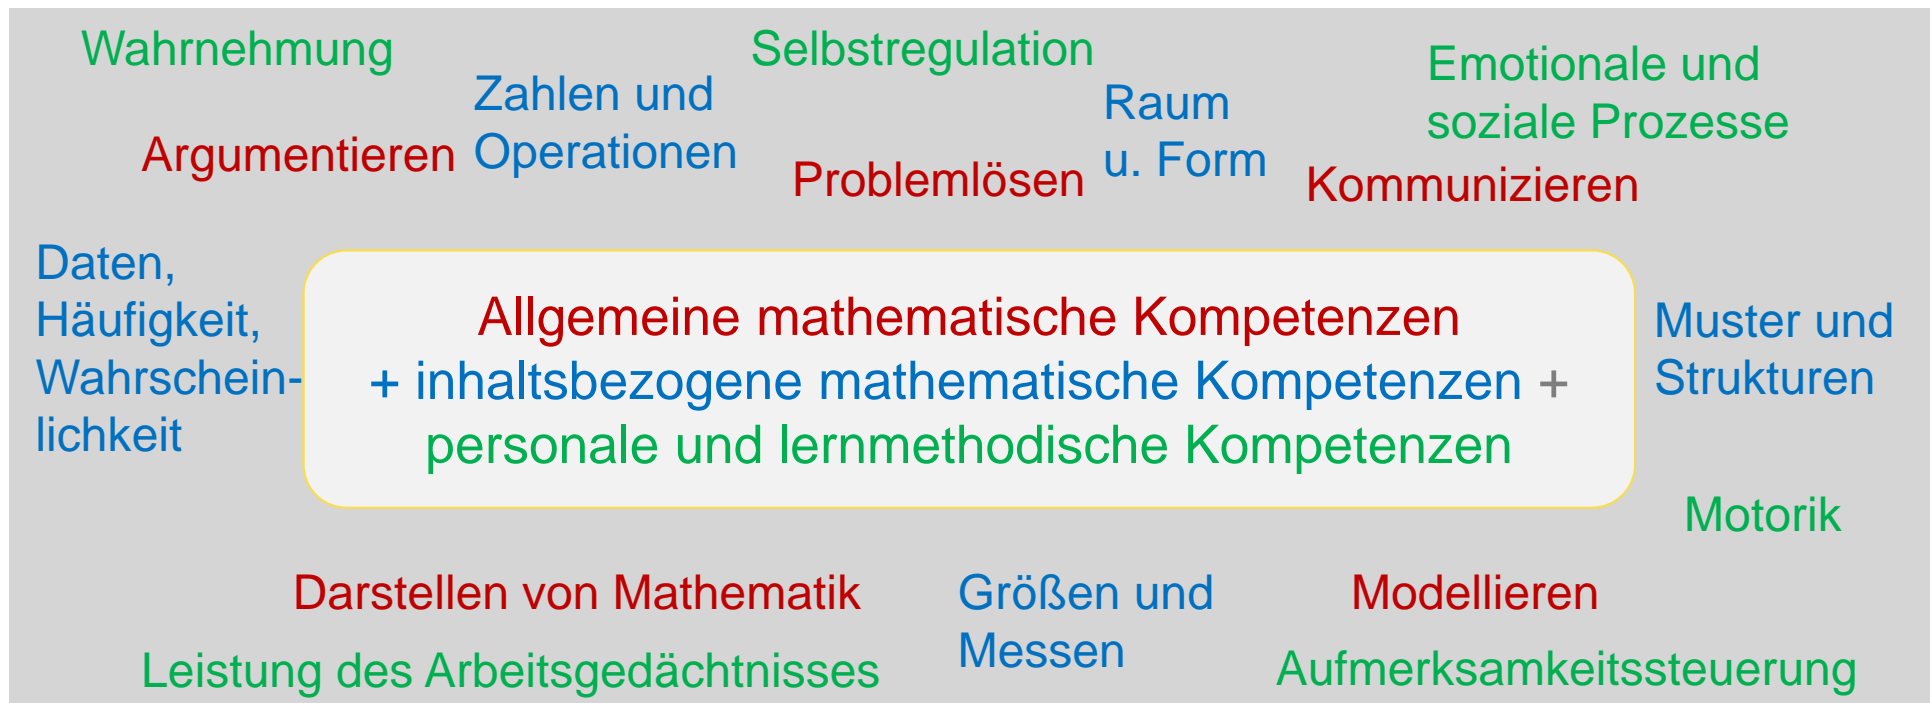 Wahrnehmung
Selbstregulation
Emotionale und
soziale Prozesse
Zahlen und
Operationen
Raum
u. Form
Argumentieren
Problemlösen
Kommunizieren
Daten,
Häufigkeit,
Wahrschein-
lichkeit
Allgemeine mathematische Kompetenzen
+ inhaltsbezogene mathematische Kompetenzen +
personale und lernmethodische Kompetenzen
Muster und
Strukturen
Motorik
Darstellen von Mathematik
Größen und
Messen
Modellieren
Leistung des Arbeitsgedächtnisses
Aufmerksamkeitssteuerung